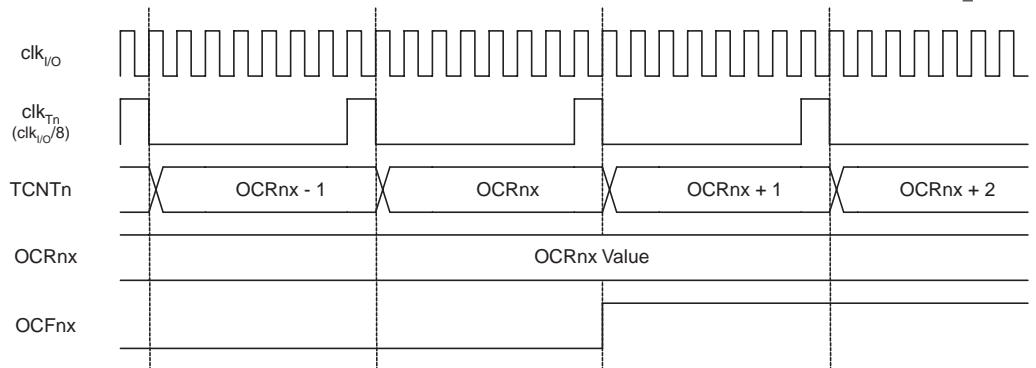 clkI/O
clkTn
(clkI/O/8)
TCNTn
OCRnx - 1
OCRnx
OCRnx + 1
OCRnx + 2
OCRnx
OCRnx Value
OCFnx